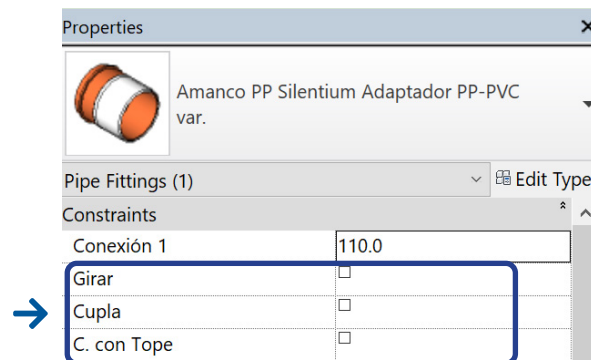 Properties
Amanco PP Silentium Adaptador PP-PVC
var.
Pipe Fittings (1)
Edit Type
Constraints
Conexión 1 110.0
Girar
Cupla
C. con Tope